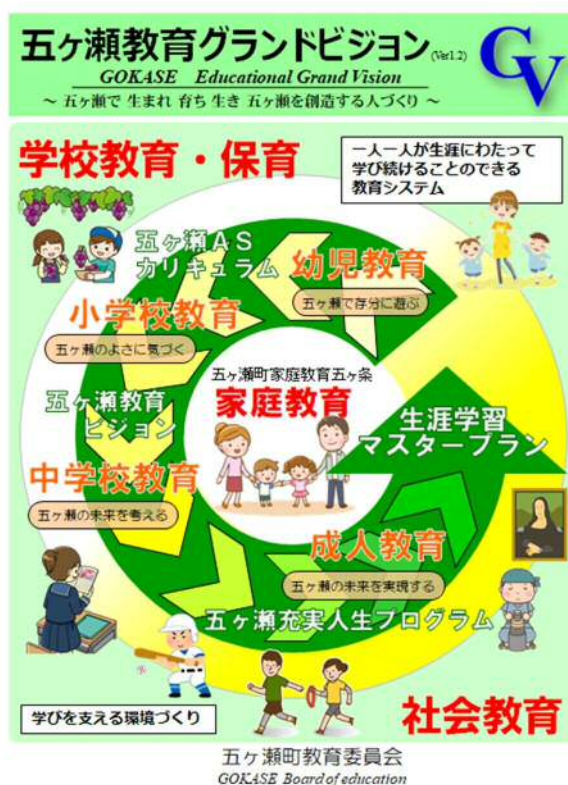 五ヶ瀬教育グランドビジョン(Ver1.2)
GV
GOKASE Educational Grand Vision
～ 五ヶ瀬で 生まれ 育ち 生き 五ヶ瀬を創造する人づくり ～
学校教育・保育
一人一人が生涯にわたって
学び続けることのできる
教育システム
五ヶ瀬AS
カリキュラム
幼児教育
五ヶ瀬で存分に遊ぶ
小学校教育
五ヶ瀬のよさに気づく
五ヶ瀬町家庭教育五ヶ条
家庭教育
五ヶ瀬教育
ビジョン
生涯学習
マスタープラン
中学校教育
五ヶ瀬の未来を考える
成人教育
五ヶ瀬の未来を実現する
五ヶ瀬充実人生プログラム
学びを支える環境づくり
社会教育
五ヶ瀬町教育委員会
GOKASE Board of education